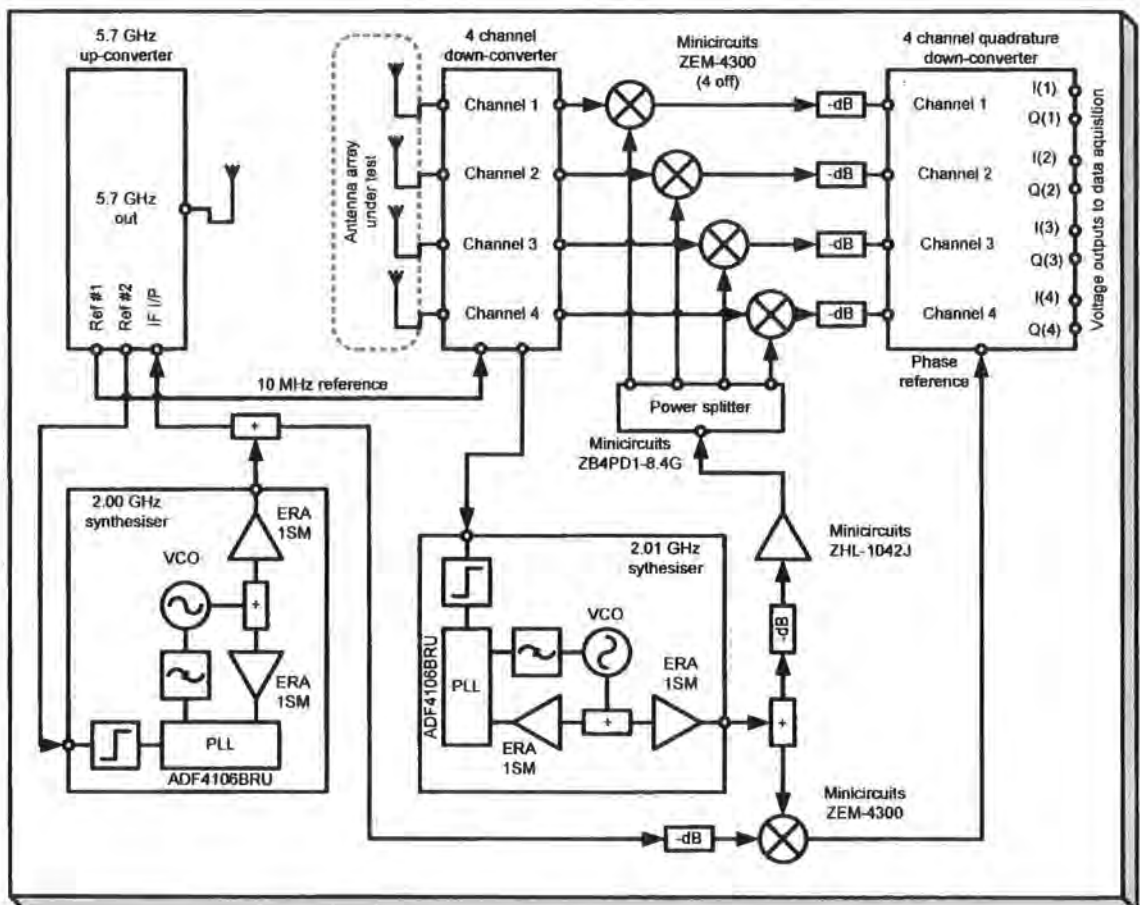 5.7 GHz
up-converter
4 channel
down-converter
Minicircuits
ZEM-4300
(4 off)
4 channel quadrature
down-converter
5.7 GHz
out
Ref #1
Ref #2
IF I/P
Antenna array
under test
Channel 1
Channel 2
Channel 3
Channel 4
-dB
-dB
-dB
-dB
Channel 1
Channel 2
Channel 3
Channel 4
I(1)
Q(1)
I(2)
Q(2)
I(3)
Q(3)
I(4)
Q(4)
Voltage outputs to data aquisition
Phase
reference
10 MHz reference
Power splitter
Minicircuits
ZB4PD1-8.4G
÷
2.00 GHz
synthesiser
ERA
1SM
VCO
÷
ERA
1SM
PLL
ADF4106BRU
2.01 GHz
sythesiser
VCO
ADF4106BRU
PLL
ERA
1SM
÷
ERA
1SM
Minicircuits
ZHL-1042J
-dB
÷
Minicircuits
ZEM-4300
-dB